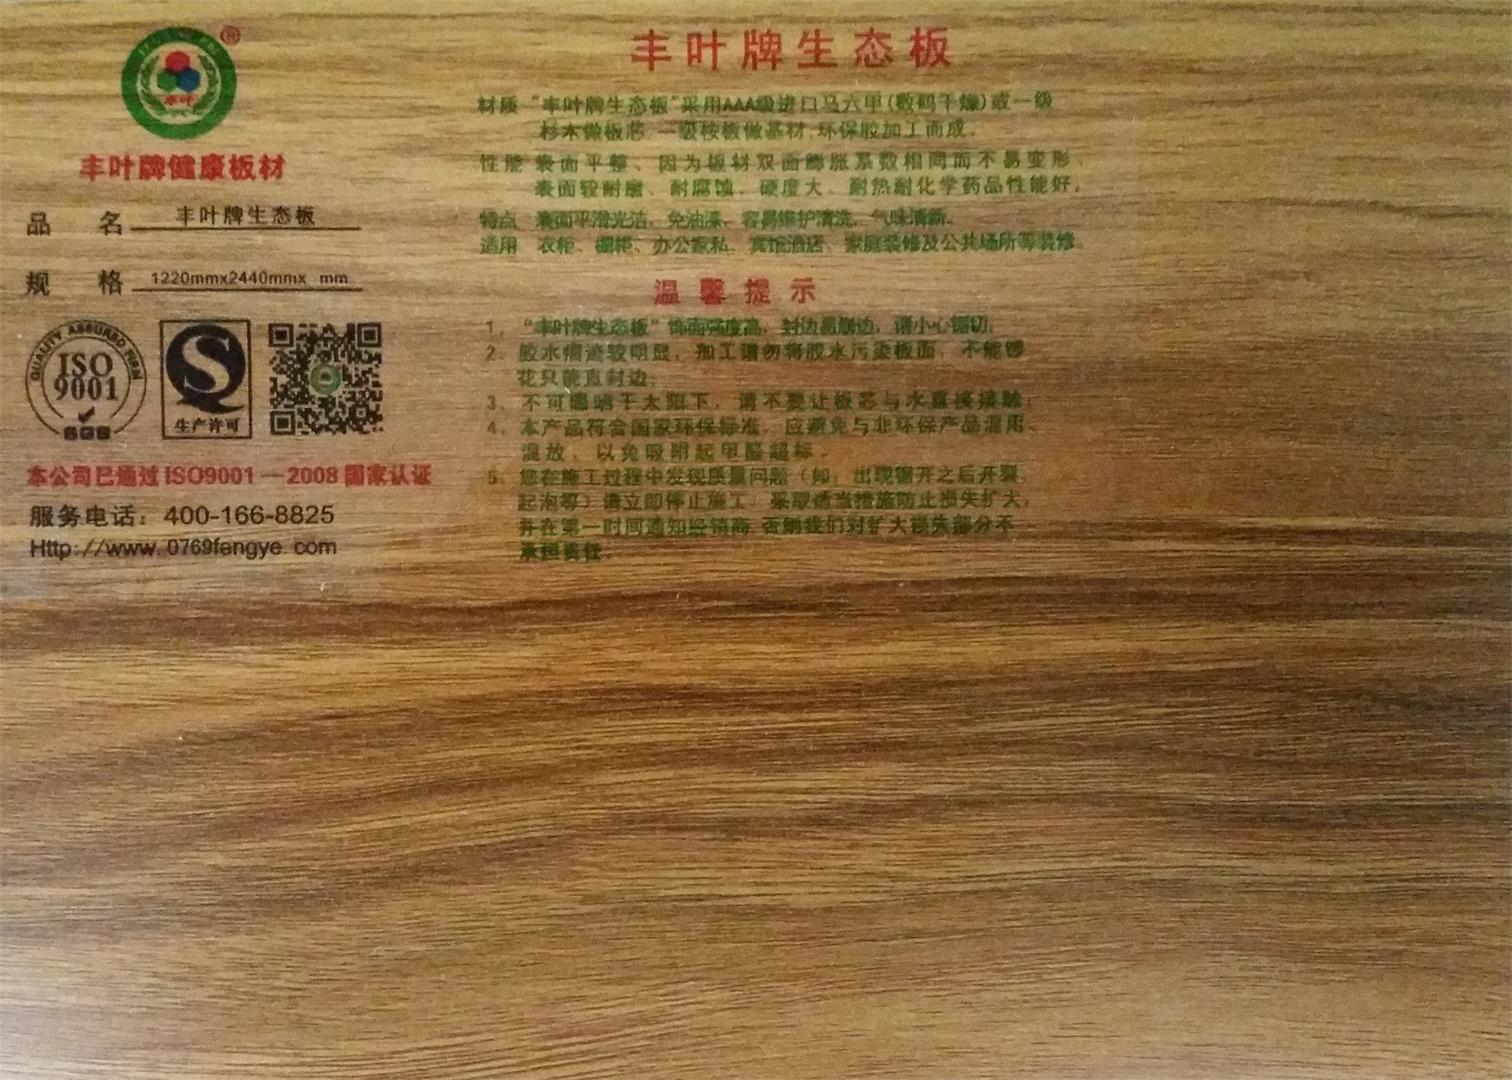 ®
丰叶
丰叶牌健康板材
品 名 丰叶牌生态板
规 格 1220mmx2440mmx mm
QUALITY ASSURED FIRM
ISO
9001
SGS
生产许可
本公司已通过ISO9001—2008国家认证
服务电话：400-166-8825
Http://www.0769fengye.com
丰叶牌生态板
材质 "丰叶牌生态板"采用AAA级进口马六甲(数码干燥)或一级
杉木做板芯 一级桉板做基材,环保胶加工而成。
性能 表面平整、因为板材双面膨胀系数相同而不易变形、
表面较耐磨、耐腐蚀、硬度大、耐热耐化学药品性能好。
特点 表面平滑光洁、免油漆、容易维护清洗、气味清新。
适用 衣柜、橱柜、办公家私、宾馆酒店、家庭装修及公共场所等装修。
温馨提示
1、"丰叶牌生态板"饰面强度高，封边易崩边，请小心锯切。
2、胶水痕迹较明显，加工请勿将胶水污染板面，不能锣
花只能直封边；
3、不可曝晒于太阳下，请不要让板芯与水直接接触；
4、本产品符合国家环保标准，应避免与非环保产品混用、
混放，以免吸附起甲醛超标。
5、您在施工过程中发现质量问题（如：出现锯开之后开裂、
起泡等）请立即停止施工，采取适当措施防止损失扩大，
并在第一时间通知经销商,否则我们对扩大损失部分不
承担责任。